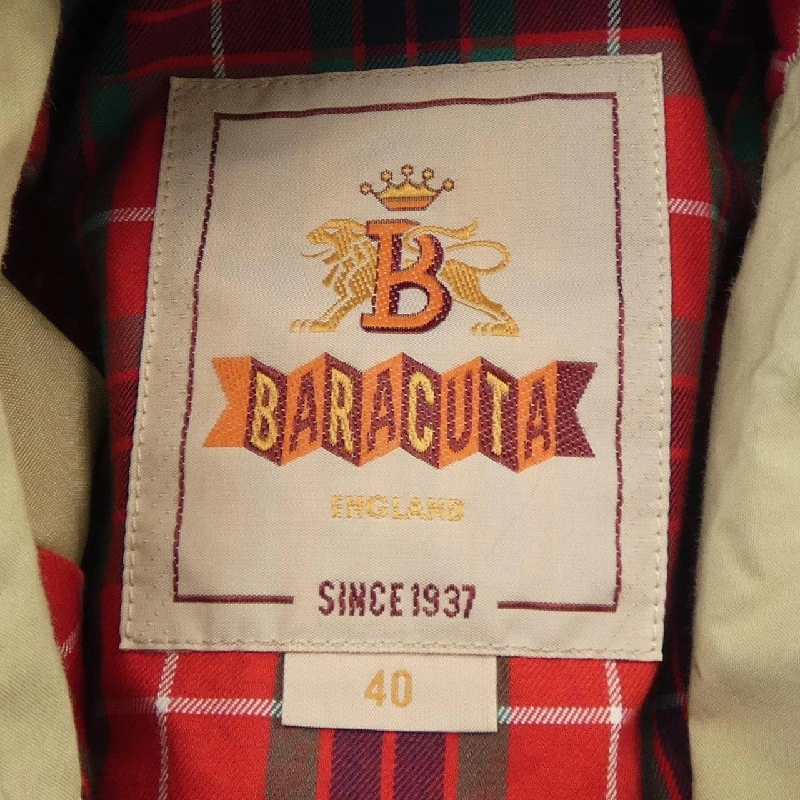 B
BARACUTA
ENGLAND
SINCE 1937
40